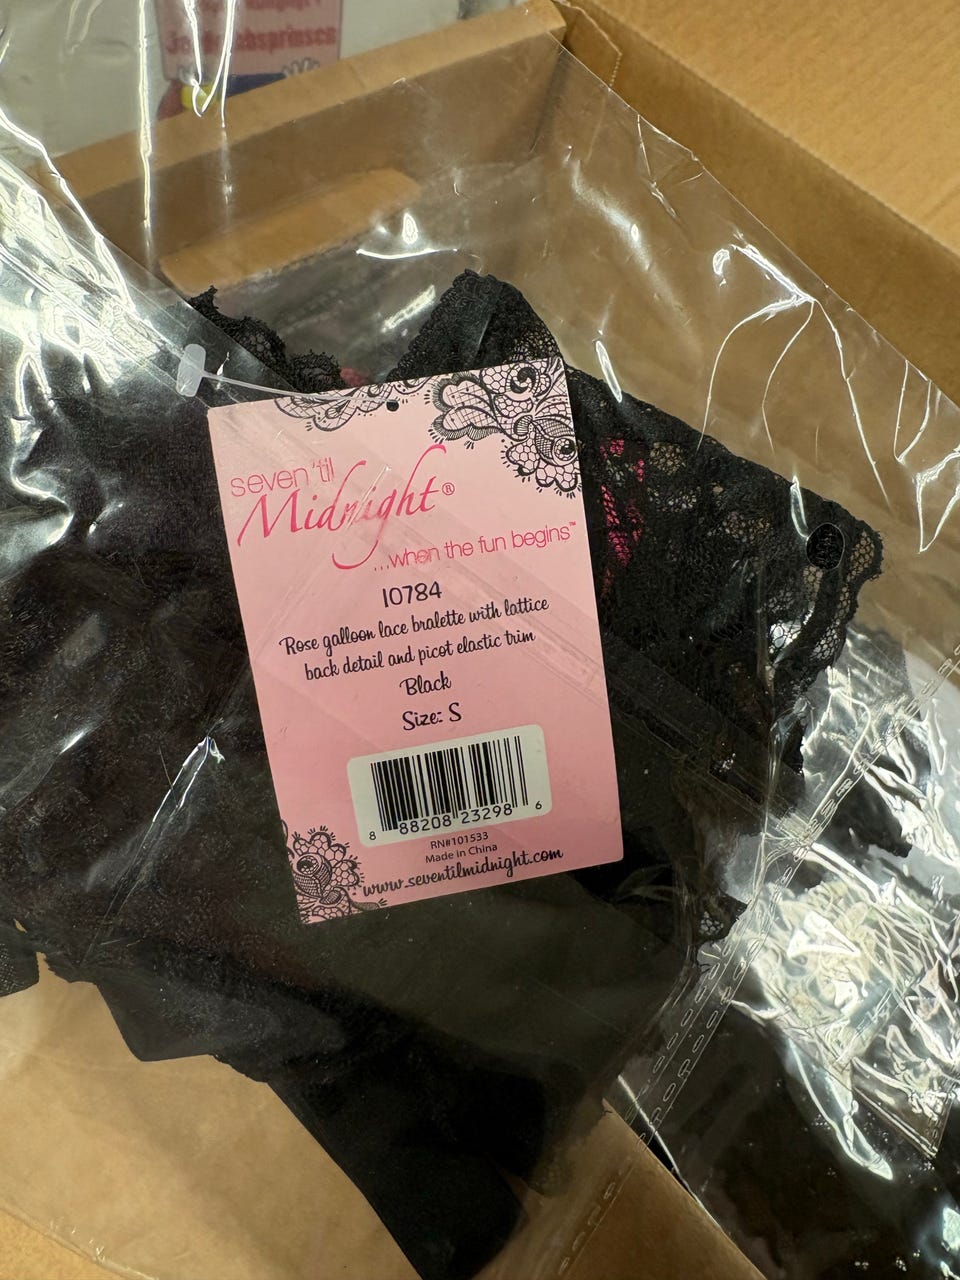 seven 'til
Midnight®
...when the fun begins™
10784
Rose galloon lace bralette with lattice
back detail and picot elastic trim
Black
Size: S
8 88208 23298 6
RN#101533
Made in China
www.seventilmidnight.com